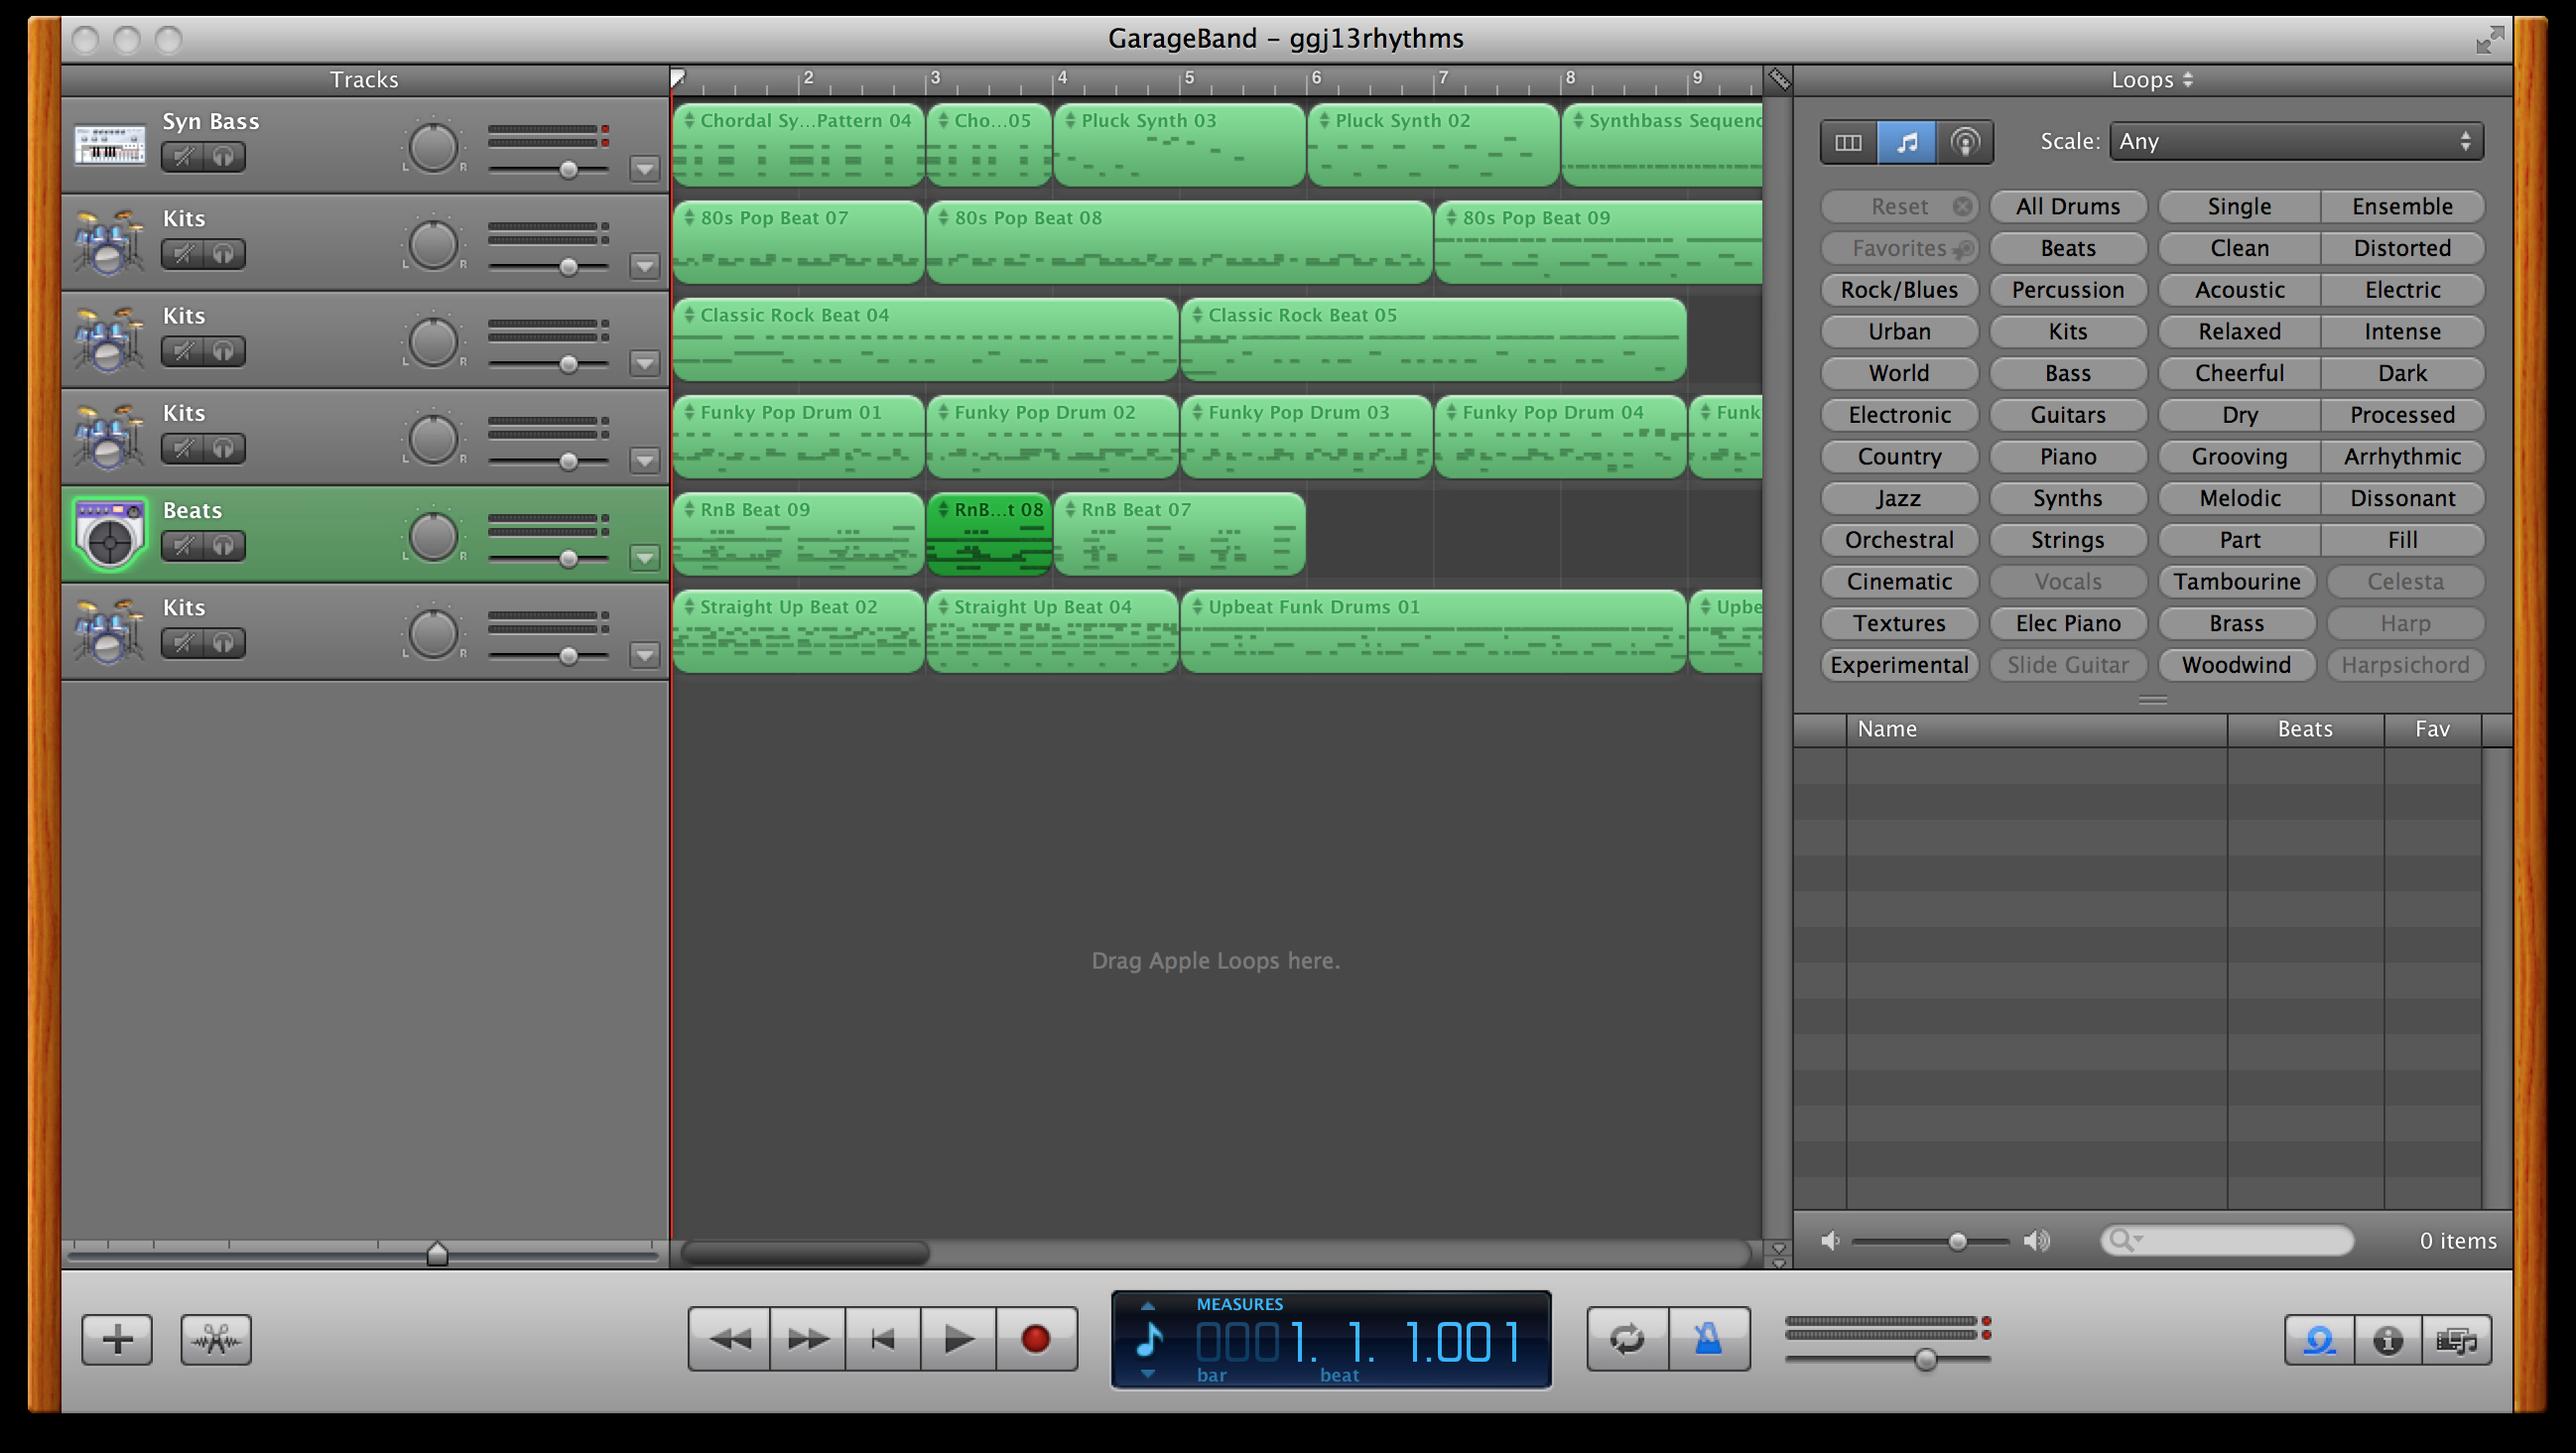 GarageBand – ggj13rhythms
Tracks
2 3 4 5 6 7 8 9
Loops
Syn Bass
L R
Chordal Sy...Pattern 04
Cho...05
Pluck Synth 03
Pluck Synth 02
Synthbass Sequenc
Kits
L R
80s Pop Beat 07
80s Pop Beat 08
80s Pop Beat 09
Kits
L R
Classic Rock Beat 04
Classic Rock Beat 05
Kits
L R
Funky Pop Drum 01
Funky Pop Drum 02
Funky Pop Drum 03
Funky Pop Drum 04
Funk
Beats
L R
RnB Beat 09
RnB...t 08
RnB Beat 07
Kits
L R
Straight Up Beat 02
Straight Up Beat 04
Upbeat Funk Drums 01
Upbe
Drag Apple Loops here.
Scale: Any
Reset All Drums Single Ensemble
Favorites Beats Clean Distorted
Rock/Blues Percussion Acoustic Electric
Urban Kits Relaxed Intense
World Bass Cheerful Dark
Electronic Guitars Dry Processed
Country Piano Grooving Arrhythmic
Jazz Synths Melodic Dissonant
Orchestral Strings Part Fill
Cinematic Vocals Tambourine Celesta
Textures Elec Piano Brass Harp
Experimental Slide Guitar Woodwind Harpsichord
Name Beats Fav
0 items
MEASURES
0001. 1. 1.001
bar beat